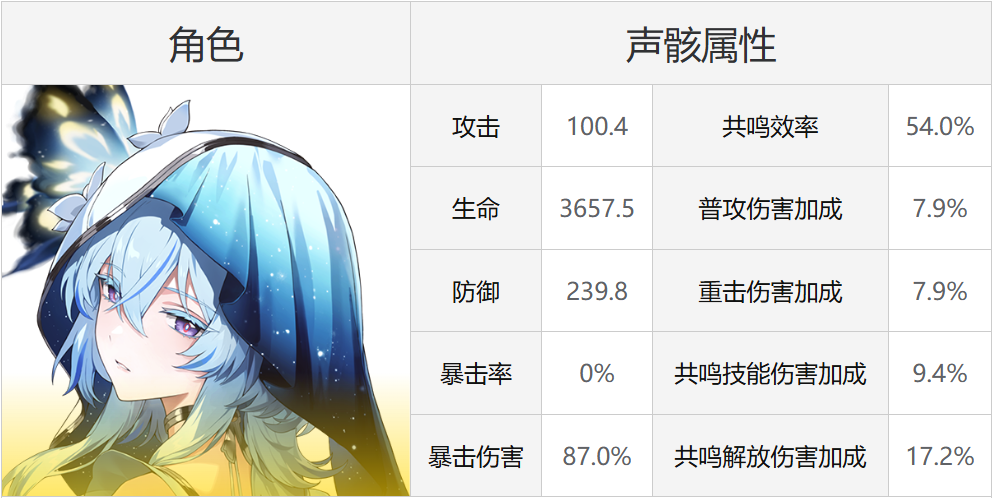 角色 声骸属性
攻击 100.4 共鸣效率 54.0%
生命 3657.5 普攻伤害加成 7.9%
防御 239.8 重击伤害加成 7.9%
暴击率 0% 共鸣技能伤害加成 9.4%
暴击伤害 87.0% 共鸣解放伤害加成 17.2%